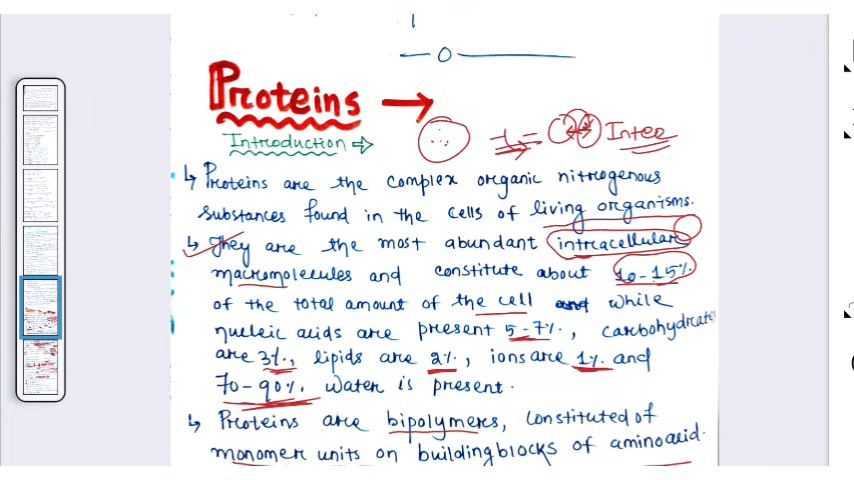 Proteins →
Introduction ⇒
Inter
↳ Proteins are the complex organic nitrogenous
substances found in the cells of living organisms.
↳ They are the most abundant intracellular
macromolecules and constitute about 10-15%
of the total amount of the cell and while
nucleic acids are present 5-7%, carbohydrates
are 3%, lipids are 2%, ions are 1% and
70-90% Water is present.
↳ Proteins are bipolymers, constituted of
monomer units on building blocks of amino acid.